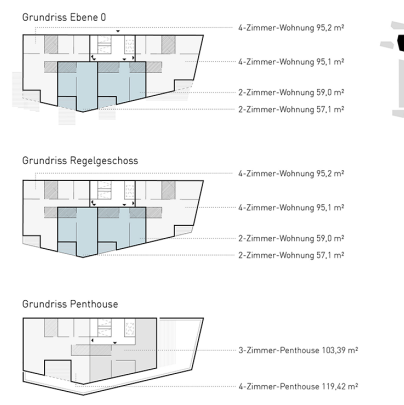 Grundriss Ebene 0
4-Zimmer-Wohnung 95,2 m²
4-Zimmer-Wohnung 95,1 m²
2-Zimmer-Wohnung 59,0 m²
2-Zimmer-Wohnung 57,1 m²
Grundriss Regelgeschoss
4-Zimmer-Wohnung 95,2 m²
4-Zimmer-Wohnung 95,1 m²
2-Zimmer-Wohnung 59,0 m²
2-Zimmer-Wohnung 57,1 m²
Grundriss Penthouse
3-Zimmer-Penthouse 103,39 m²
4-Zimmer-Penthouse 119,42 m²